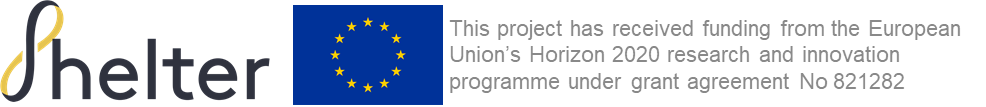 Shelter
This project has received funding from the European
Union's Horizon 2020 research and innovation
programme under grant agreement No 821282